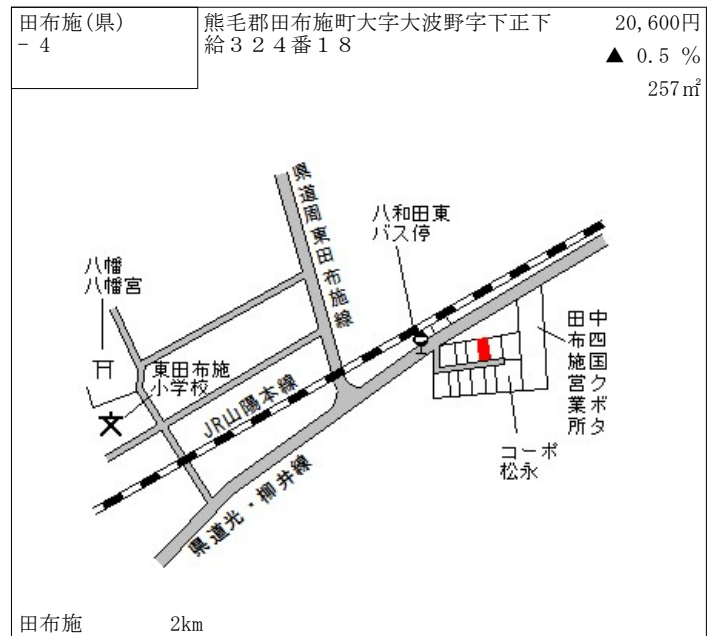 田布施(県)
－４
熊毛郡田布施町大字大波野字下正下
給３２４番１８
20,600円
▲ 0.5 %
257㎡
県道周東田布施線
八和田東
バス停
八幡
八幡宮
東田布施
小学校
JR山陽本線
県道光・柳井線
中四国クボタ
田布施営業所
コーポ
松永
田布施 2km